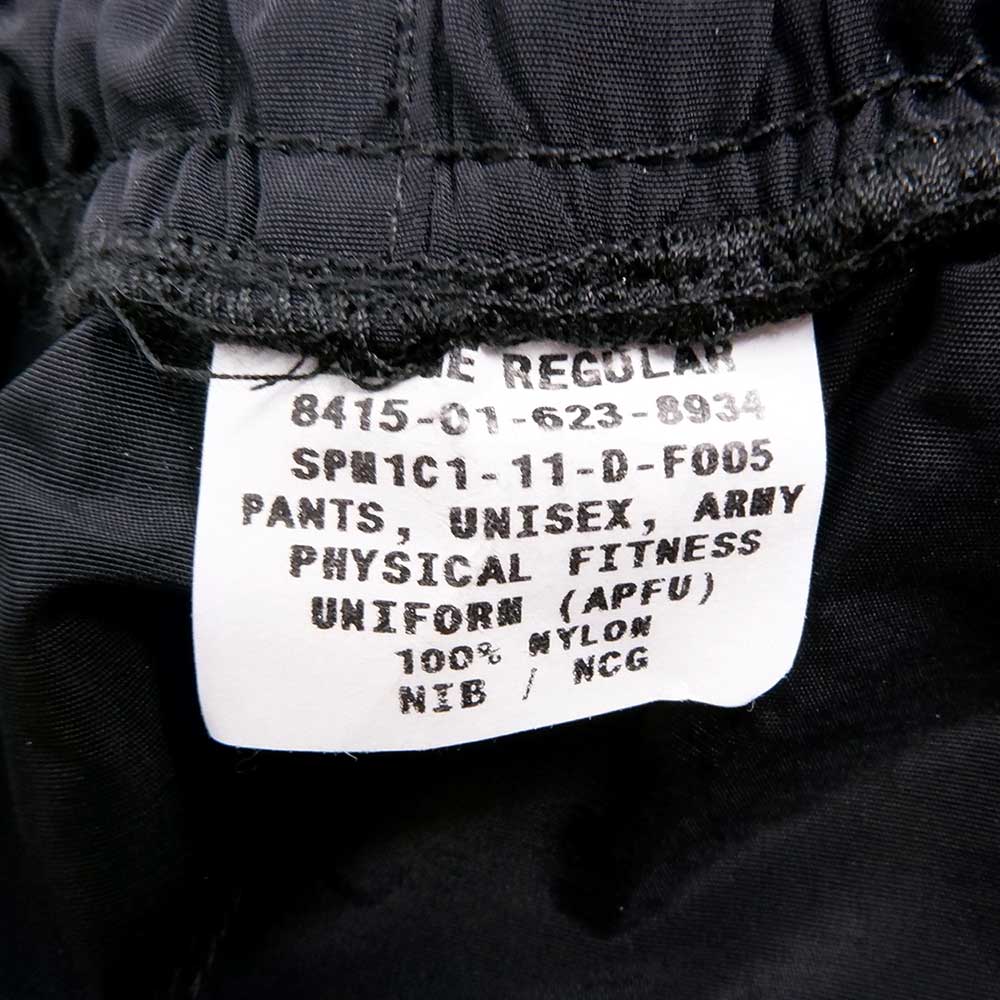 REGULAR
8415-01-623-8934
SPM1C1-11-D-F005
PANTS, UNISEX, ARMY
PHYSICAL FITNESS
UNIFORM (APFU)
100% NYLON
NIB / NCG